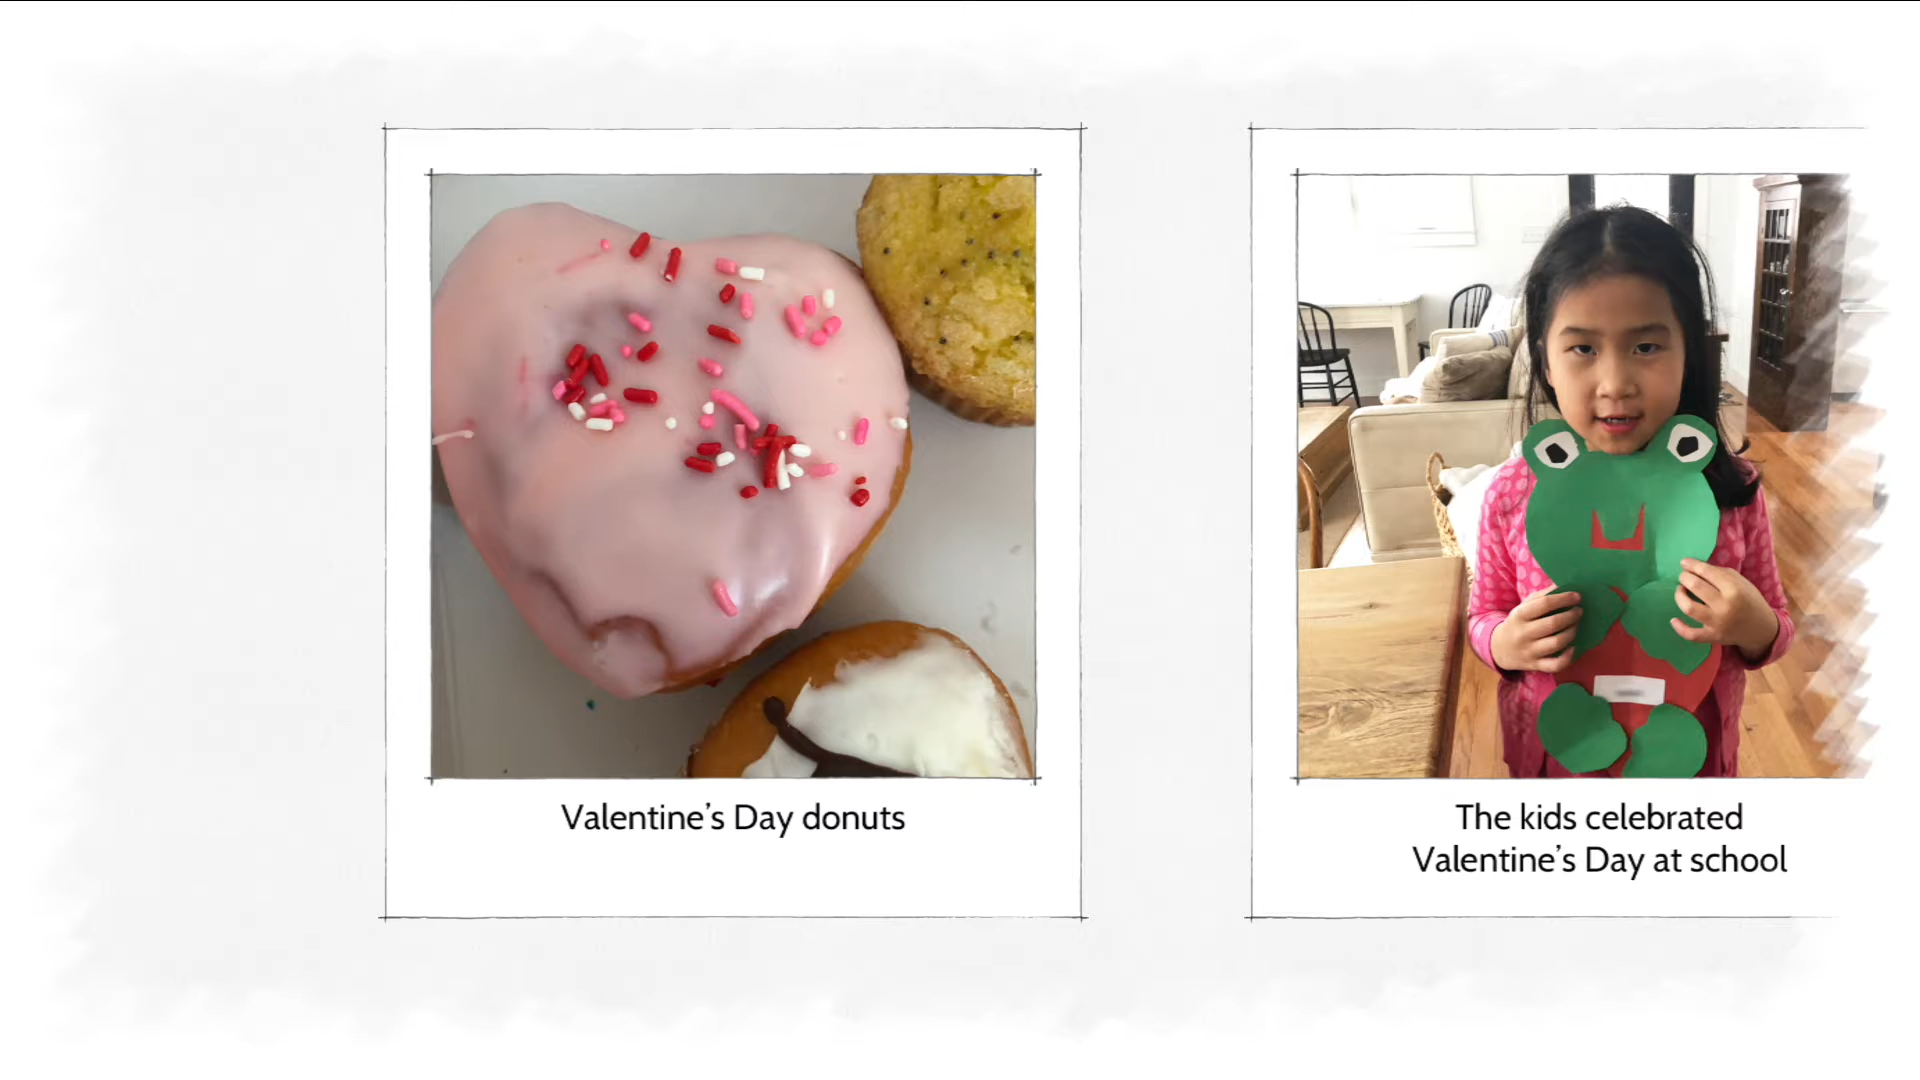 Valentine’s Day donuts
The kids celebrated
Valentine’s Day at school